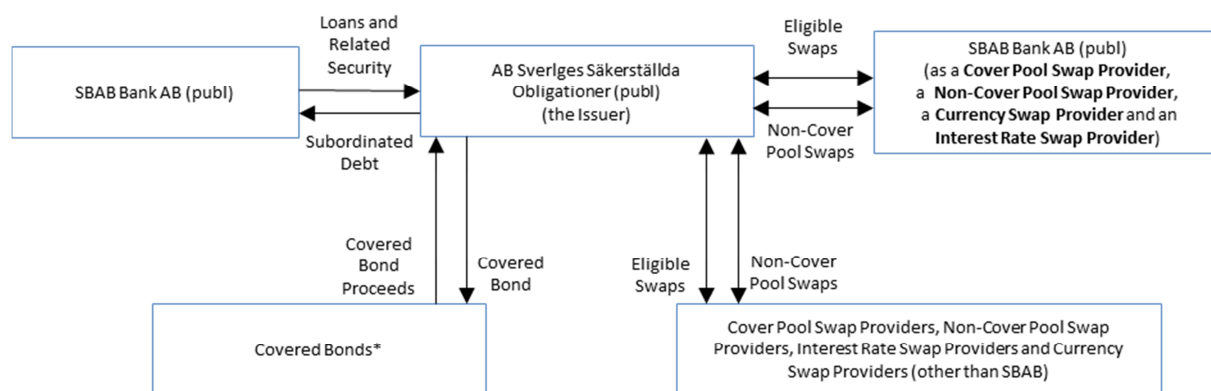 Loans and
Related
Security
Eligible
Swaps
SBAB Bank AB (publ)
AB Sverlges Säkerställda
Obligationer (publ)
(the Issuer)
SBAB Bank AB (publ)
(as a Cover Pool Swap Provider,
a Non-Cover Pool Swap Provider,
a Currency Swap Provider and an
Interest Rate Swap Provider)
Subordinated
Debt
Non-Cover
Pool Swaps
Covered
Bond
Proceeds
Covered
Bond
Eligible
Swaps
Non-Cover
Pool Swaps
Covered Bonds*
Cover Pool Swap Providers, Non-Cover Pool Swap
Providers, Interest Rate Swap Providers and Currency
Swap Providers (other than SBAB)